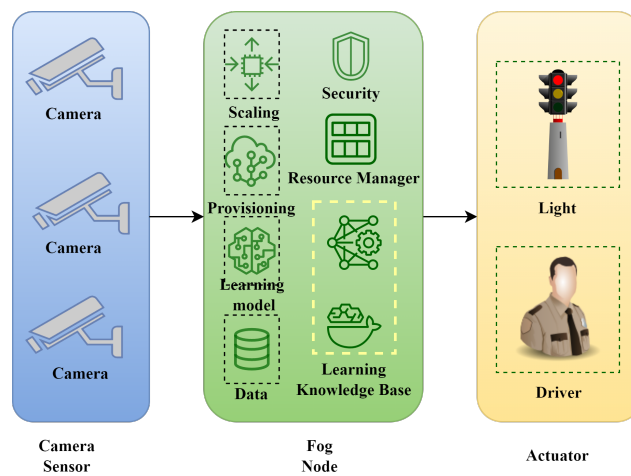 Camera
Camera
Camera
Camera
Sensor
Scaling
Security
Resource Manager
Provisioning
Learning
model
Data
Learning
Knowledge Base
Fog
Node
Light
Driver
Actuator